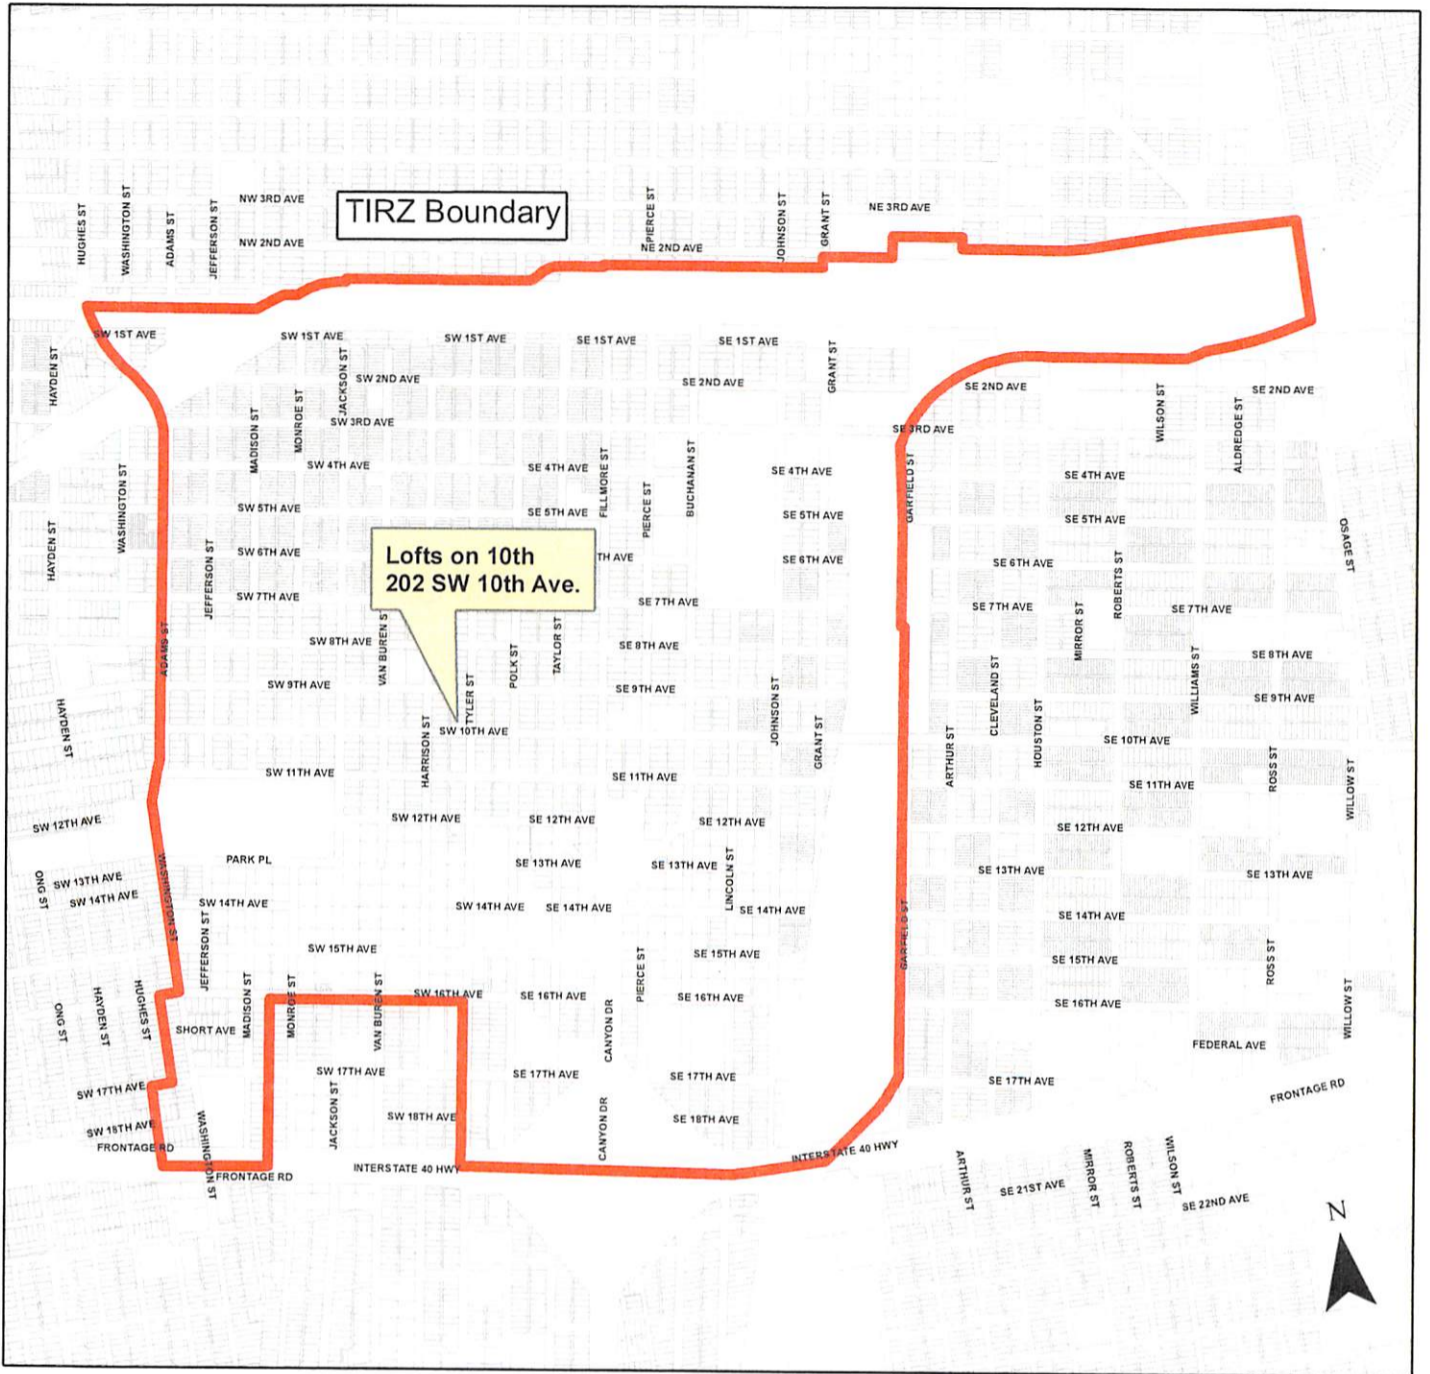 NW 3RD AVE
TIRZ Boundary
HUGHES ST
WASHINGTON ST
ADAMS ST
JEFFERSON ST
NW 2ND AVE
PIERCE ST
NE 2ND AVE
JOHNSON ST
GRANT ST
NE 3RD AVE
SW 1ST AVE
SW 1ST AVE
SW 1ST AVE
SE 1ST AVE
SE 1ST AVE
HAYDEN ST
JACKSON ST
SW 2ND AVE
SE 2ND AVE
GRANT ST
SE 2ND AVE
SE 2ND AVE
MADISON ST
MONROE ST
SW 3RD AVE
SE 3RD AVE
WILSON ST
ALDREDGE ST
SW 4TH AVE
SE 4TH AVE
FILLMORE ST
BUCHANAN ST
SE 4TH AVE
GARFIELD ST
SE 4TH AVE
WASHINGTON ST
SW 5TH AVE
SE 5TH AVE
PIERCE ST
SE 5TH AVE
SE 5TH AVE
HAYDEN ST
SW 6TH AVE
Lofts on 10th
202 SW 10th Ave.
TH AVE
SE 6TH AVE
SE 6TH AVE
OSAGE ST
JEFFERSON ST
SW 7TH AVE
SE 7TH AVE
SE 7TH AVE
ROBERTS ST
SE 7TH AVE
ADAMS ST
SW 8TH AVE
VAN BUREN ST
POLK ST
TAYLOR ST
SE 8TH AVE
MIRROR ST
SE 8TH AVE
SW 9TH AVE
TYLER ST
SE 9TH AVE
CLEVELAND ST
WILLIAMS ST
SE 9TH AVE
HAYDEN ST
HARRISON ST
SW 10TH AVE
JOHNSON ST
GRANT ST
ARTHUR ST
HOUSTON ST
SE 10TH AVE
SW 11TH AVE
SE 11TH AVE
SE 11TH AVE
ROSS ST
WILLOW ST
SW 12TH AVE
SW 12TH AVE
SE 12TH AVE
SE 12TH AVE
SE 12TH AVE
PARK PL
SE 13TH AVE
SE 13TH AVE
SE 13TH AVE
SE 13TH AVE
ONG ST
SW 13TH AVE
SW 14TH AVE
WASHINGTON ST
SW 14TH AVE
SW 14TH AVE
SE 14TH AVE
LINCOLN ST
SE 14TH AVE
SE 14TH AVE
JEFFERSON ST
SW 15TH AVE
SE 15TH AVE
GARFIELD ST
SE 15TH AVE
ROSS ST
ONG ST
HAYDEN ST
HUGHES ST
MADISON ST
MONROE ST
VAN BUREN ST
SW 16TH AVE
SE 16TH AVE
PIERCE ST
SE 16TH AVE
SE 16TH AVE
WILLOW ST
SHORT AVE
CANYON DR
FEDERAL AVE
SW 17TH AVE
SW 17TH AVE
SE 17TH AVE
SE 17TH AVE
SE 17TH AVE
FRONTAGE RD
SW 18TH AVE
JACKSON ST
SW 18TH AVE
CANYON DR
SE 18TH AVE
FRONTAGE RD
WASHINGTON ST
FRONTAGE RD
INTERSTATE 40 HWY
INTERSTATE 40 HWY
ARTHUR ST
SE 21ST AVE
MIRROR ST
ROBERTS ST
WILSON ST
SE 22ND AVE
N